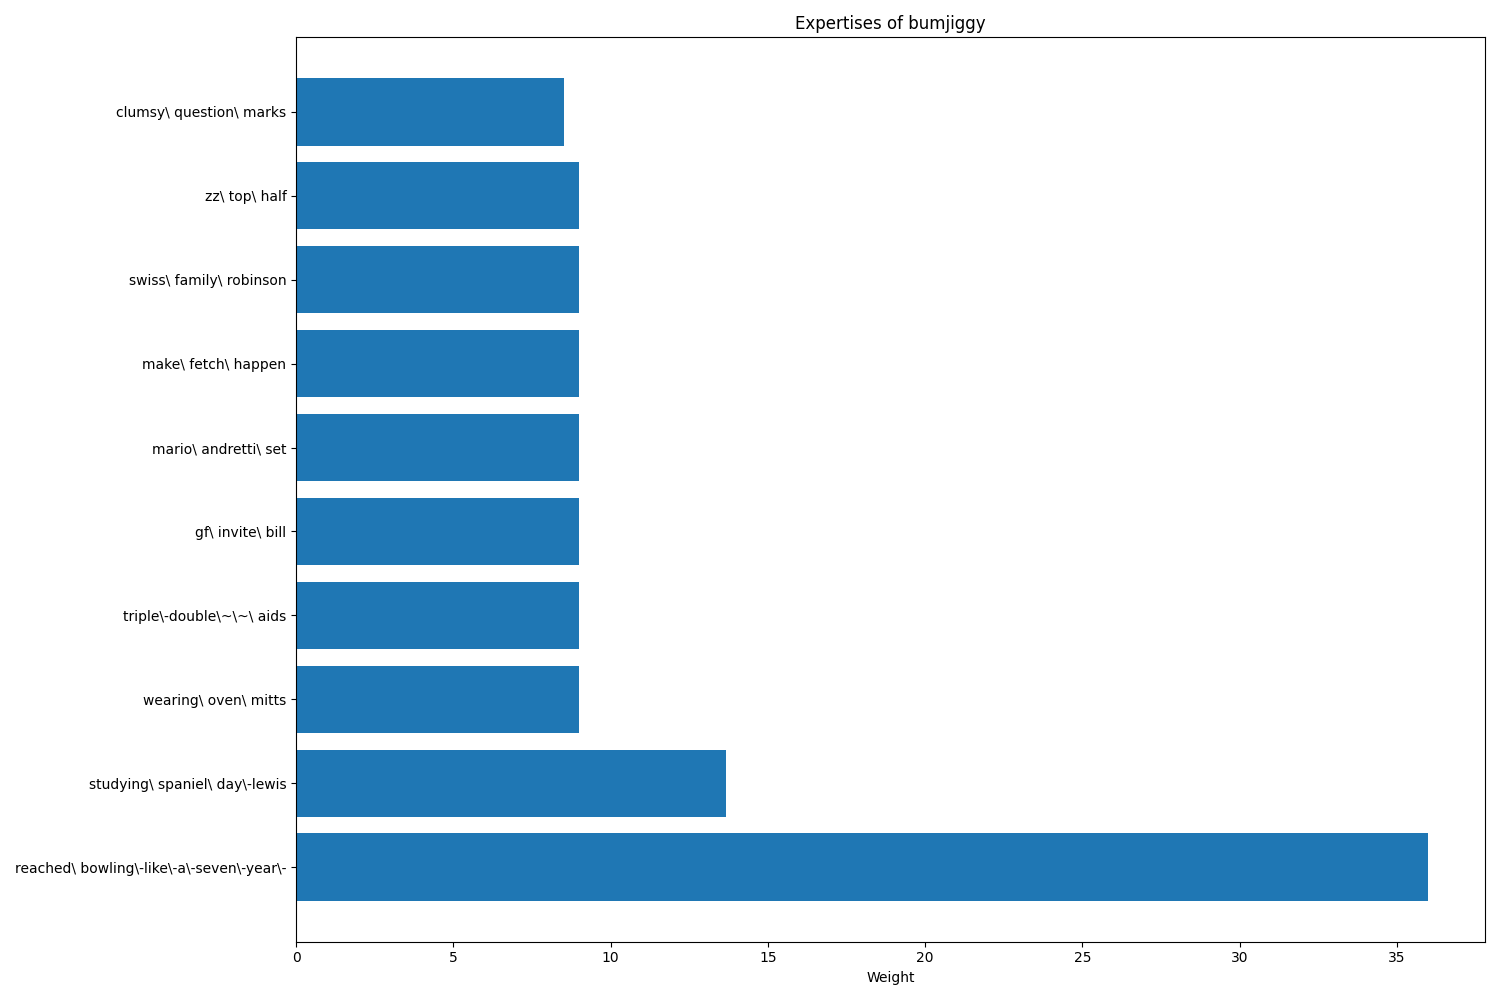 Expertises of bumjiggy
clumsy\ question\ marks
zz\ top\ half
swiss\ family\ robinson
make\ fetch\ happen
mario\ andretti\ set
gf\ invite\ bill
triple\-double\~\~\ aids
wearing\ oven\ mitts
studying\ spaniel\ day\-lewis
reached\ bowling\-like\-a\-seven\-year\-
0 5 10 15 20 25 30 35
Weight